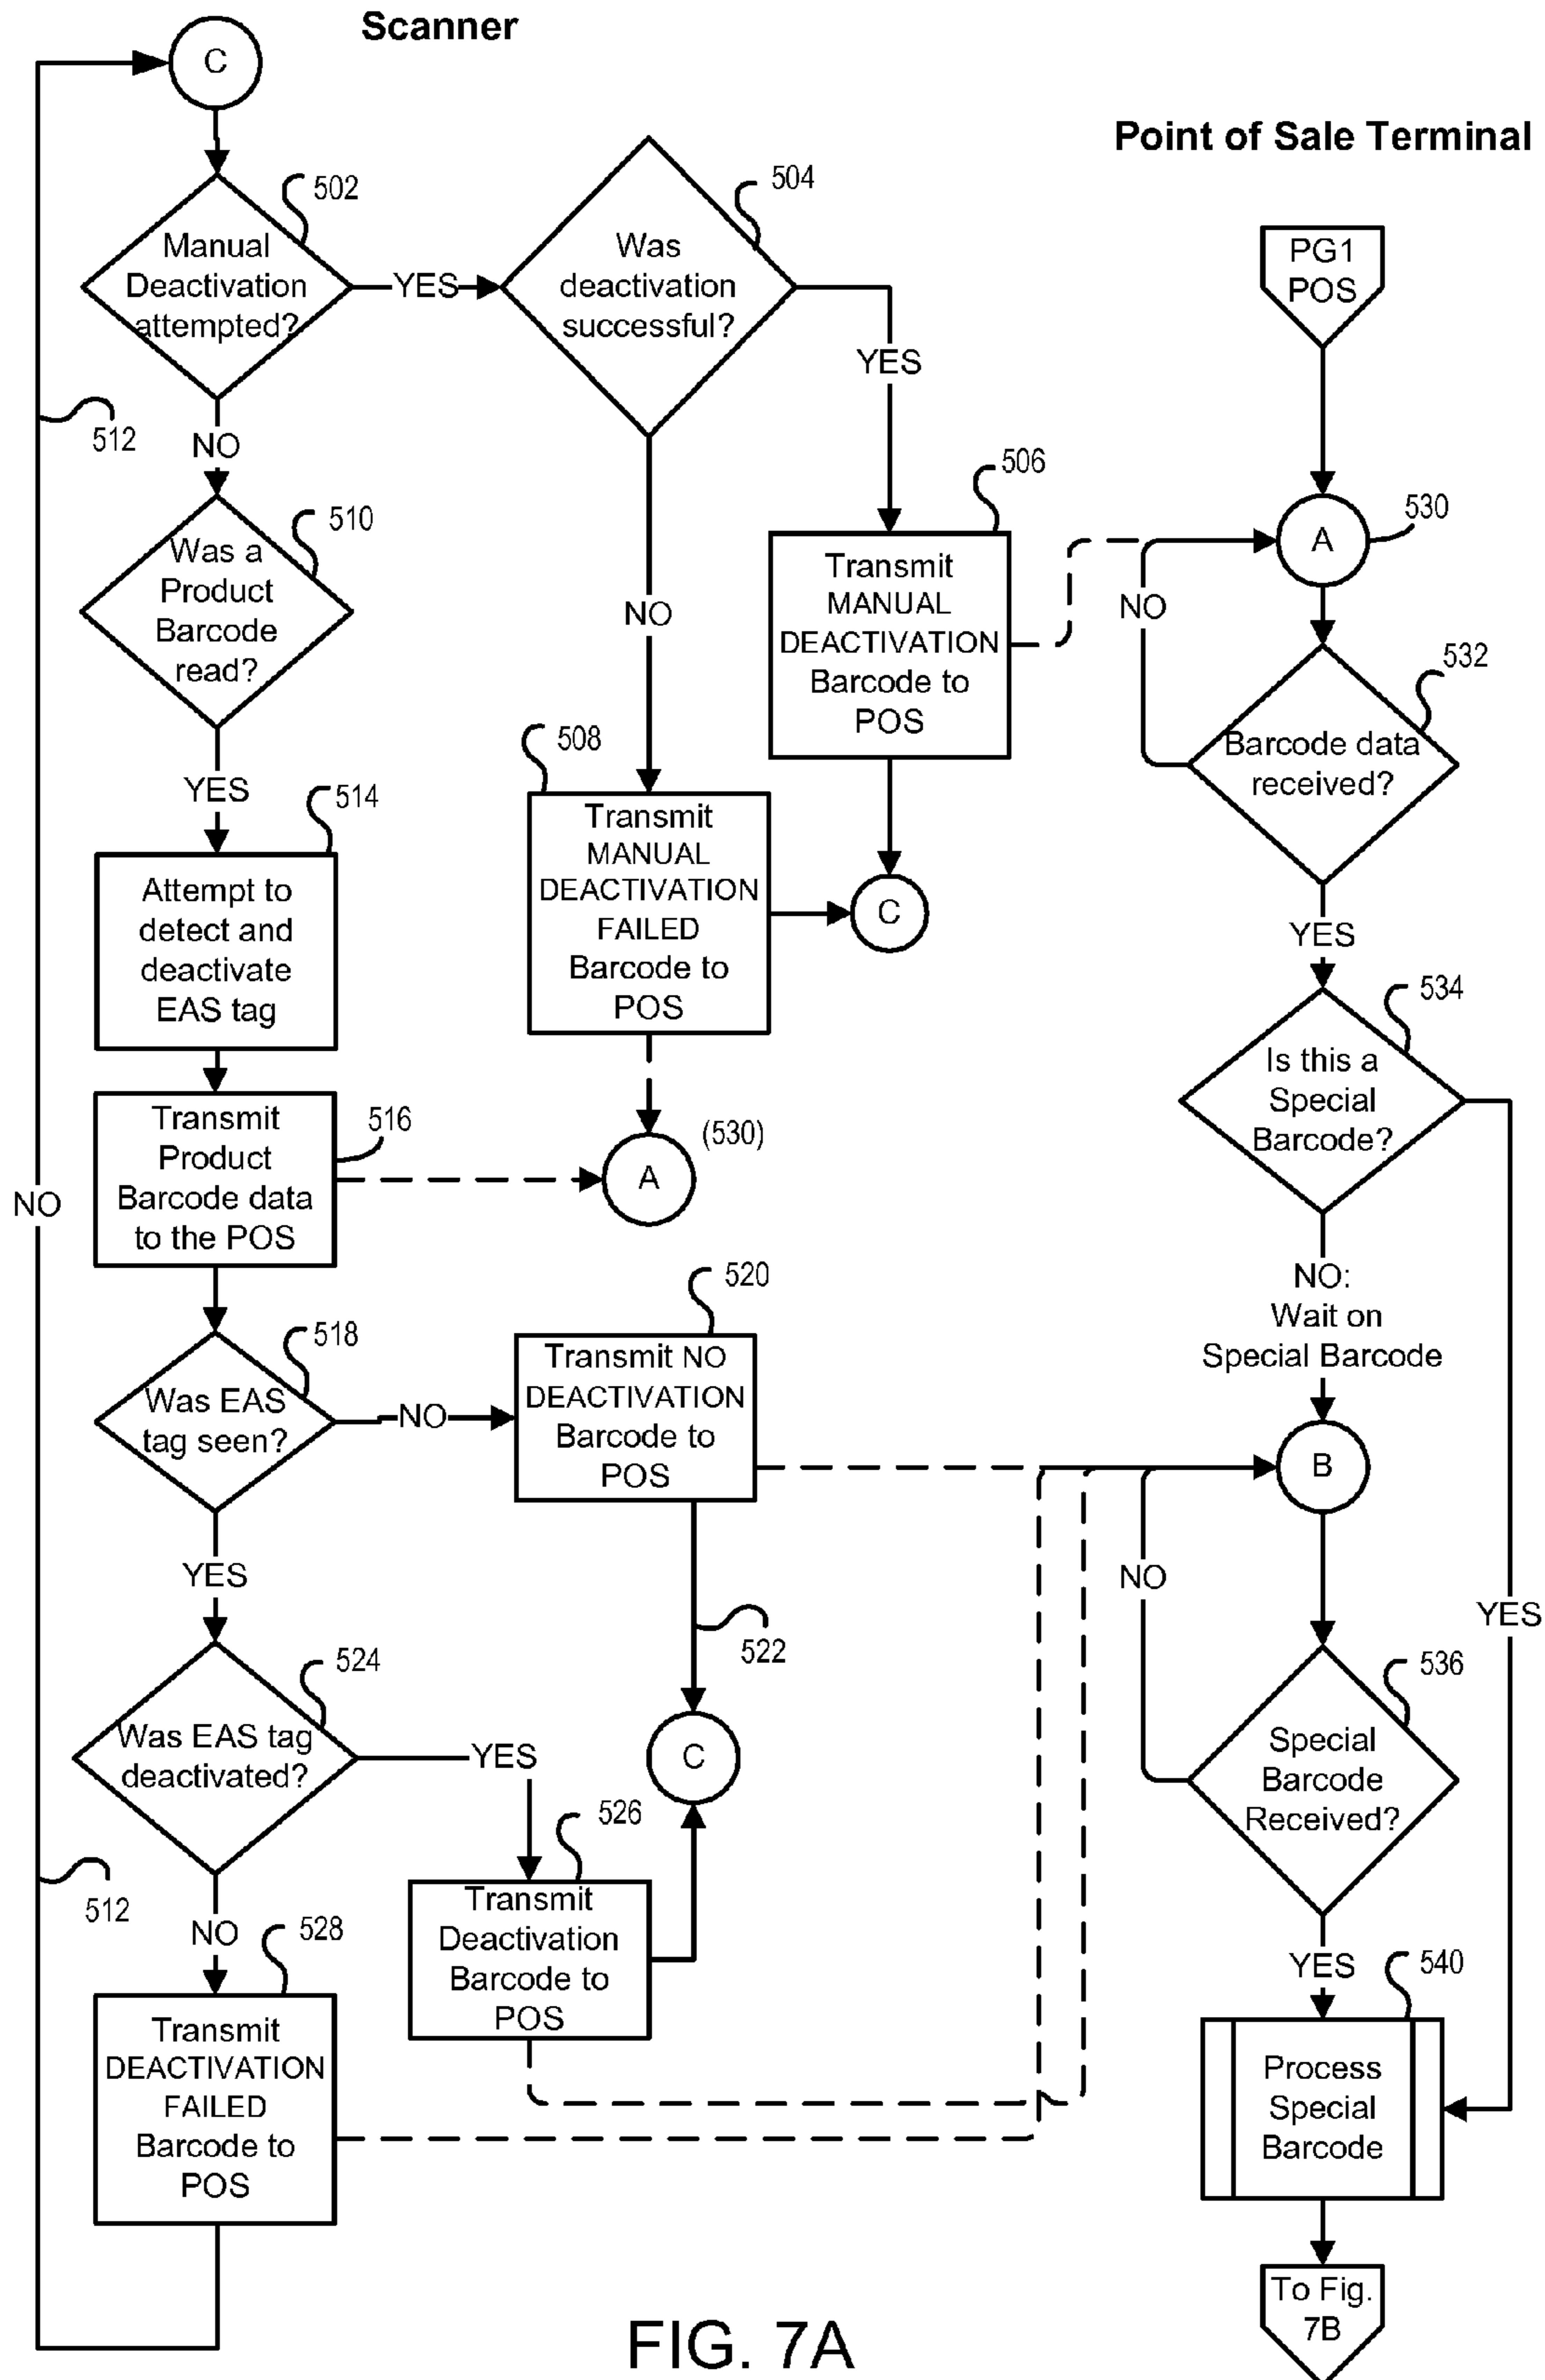 Scanner
C
502
Manual
Deactivation
attempted?
YES
504
Was
deactivation
successful?
YES
NO
512
NO
510
Was a
Product
Barcode
read?
YES
506
Transmit
MANUAL
DEACTIVATION
Barcode to
POS
508
Transmit
MANUAL
DEACTIVATION
FAILED
Barcode to
POS
C
514
Attempt to
detect and
deactivate
EAS tag
516
Transmit
Product
Barcode data
to the POS
(530)
A
NO
518
Was EAS
tag seen?
NO
520
Transmit NO
DEACTIVATION
Barcode to
POS
YES
522
C
524
Was EAS tag
deactivated?
YES
526
Transmit
Deactivation
Barcode to
POS
512
NO
528
Transmit
DEACTIVATION
FAILED
Barcode to
POS
Point of Sale Terminal
PG1
POS
A
530
NO
532
Barcode data
received?
YES
534
Is this a
Special
Barcode?
NO:
Wait on
Special Barcode
B
NO
YES
536
Special
Barcode
Received?
YES
540
Process
Special
Barcode
To Fig.
7B
FIG. 7A